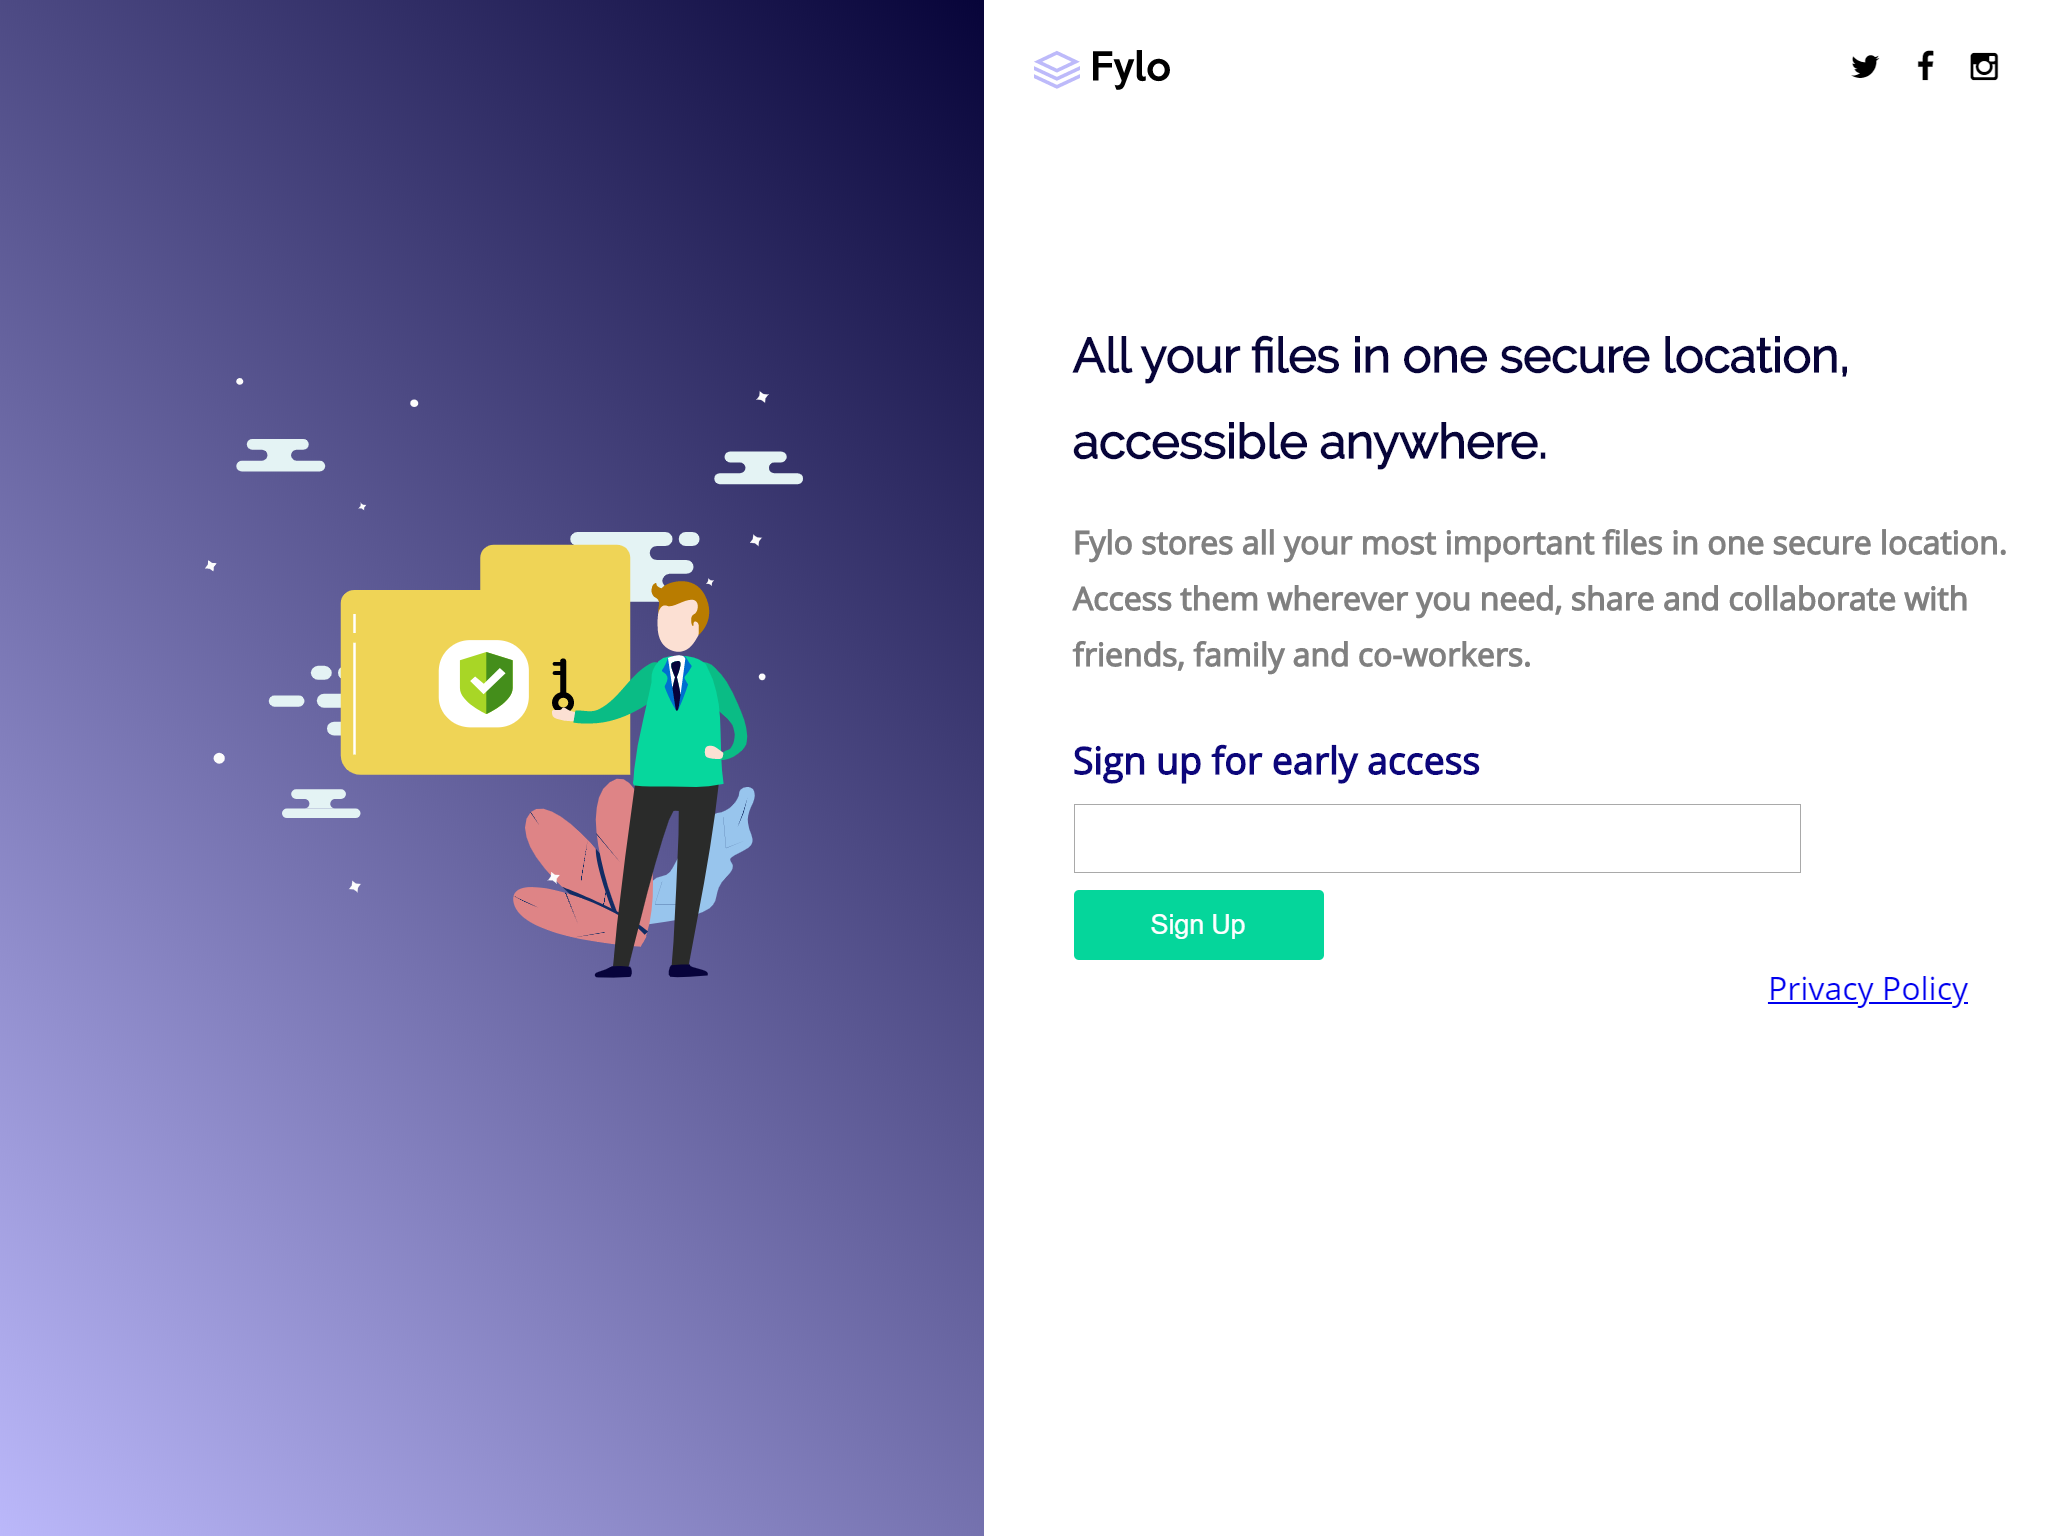 Fylo
All your files in one secure location,
accessible anywhere.
Fylo stores all your most important files in one secure location.
Access them wherever you need, share and collaborate with
friends, family and co-workers.
Sign up for early access
Sign Up
Privacy Policy